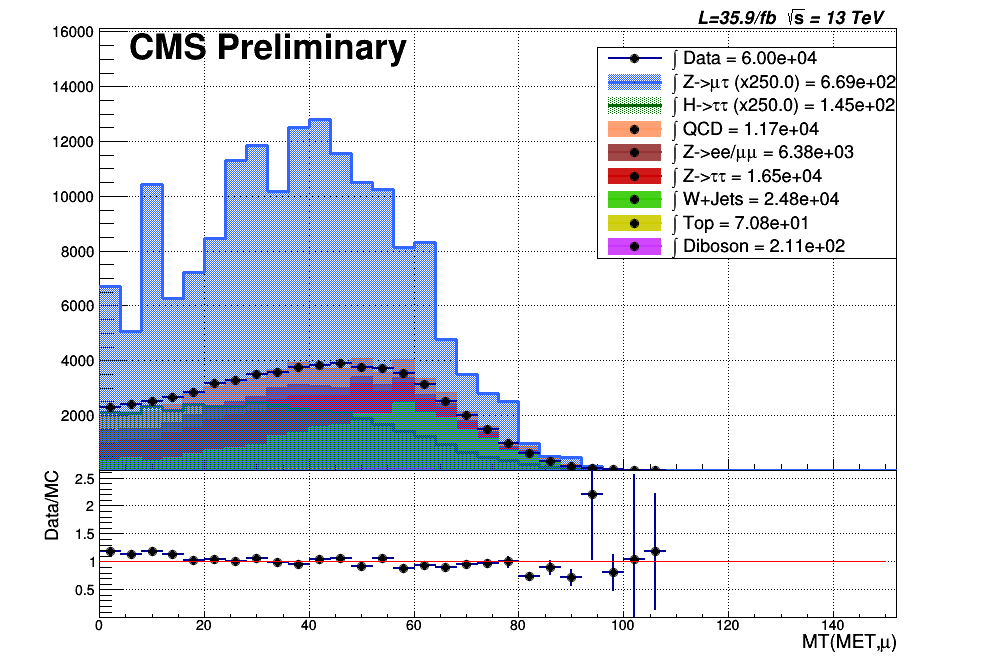 L=35.9/fb √s = 13 TeV
CMS Preliminary
∫ Data = 6.00e+04
∫ Z->μτ (x250.0) = 6.69e+02
∫ H->ττ (x250.0) = 1.45e+02
∫ QCD = 1.17e+04
∫ Z->ee/μμ = 6.38e+03
∫ Z->ττ = 1.65e+04
∫ W+Jets = 2.48e+04
∫ Top = 7.08e+01
∫ Diboson = 2.11e+02
16000
14000
12000
10000
8000
6000
4000
2000
Data/MC
2.5
2
1.5
1
0.5
0 20 40 60 80 100 120 140
MT(MET,μ)